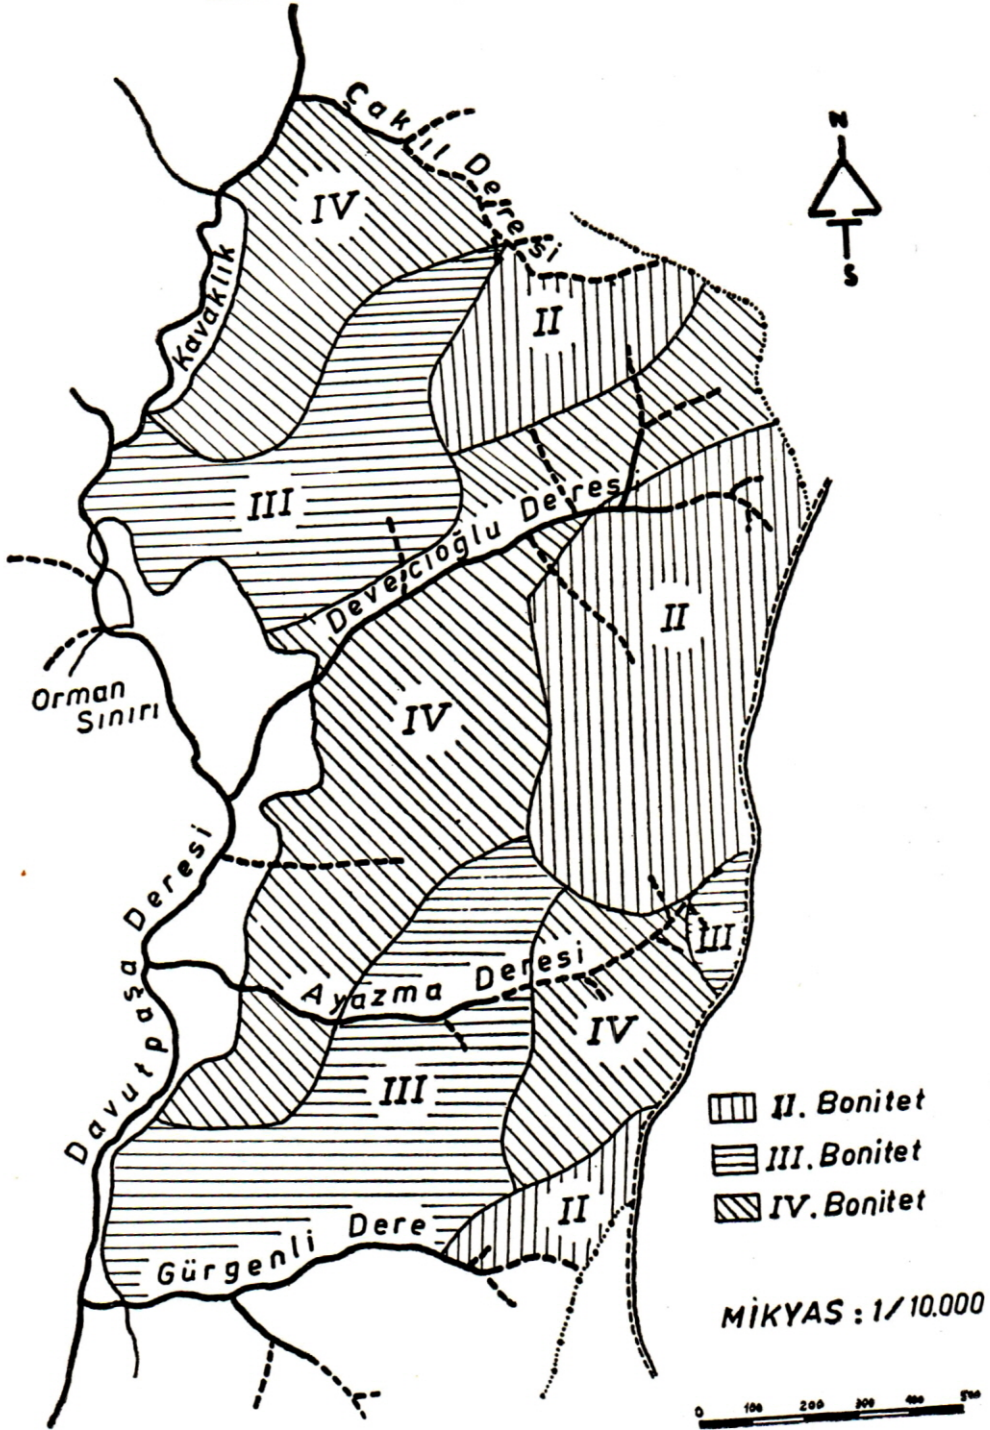 N
S
Çakıl Deresi
IV
Kavaklık
II
III
Devecioğlu Deresi
II
Orman
Sınırı
IV
Davutpaşa Deresi
III
Ayazma Deresi
IV
III
II
Gürgenli Dere
II. Bonitet
III. Bonitet
IV. Bonitet
MİKYAS : 1/10.000
0 100 200 300 400 500